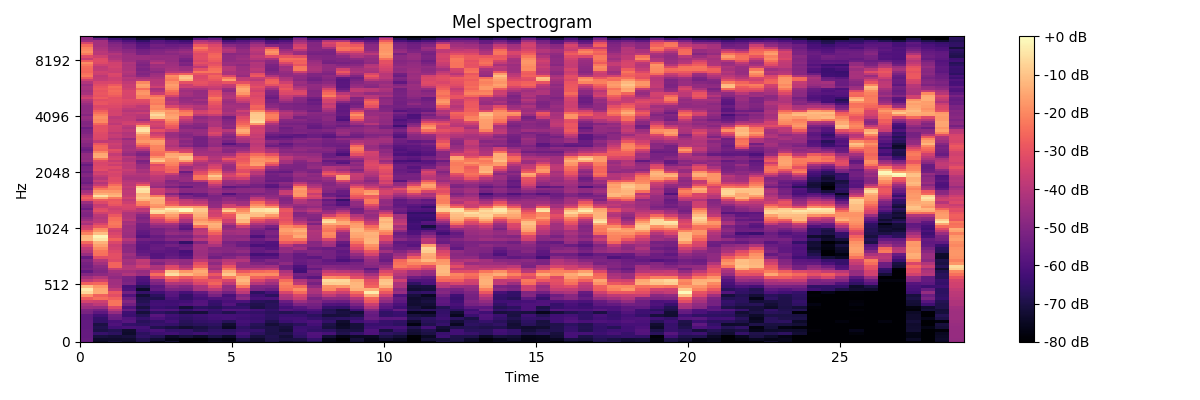 Mel spectrogram
8192
4096
2048
1024
512
0
Hz
0 5 10 15 20 25
Time
+0 dB
-10 dB
-20 dB
-30 dB
-40 dB
-50 dB
-60 dB
-70 dB
-80 dB